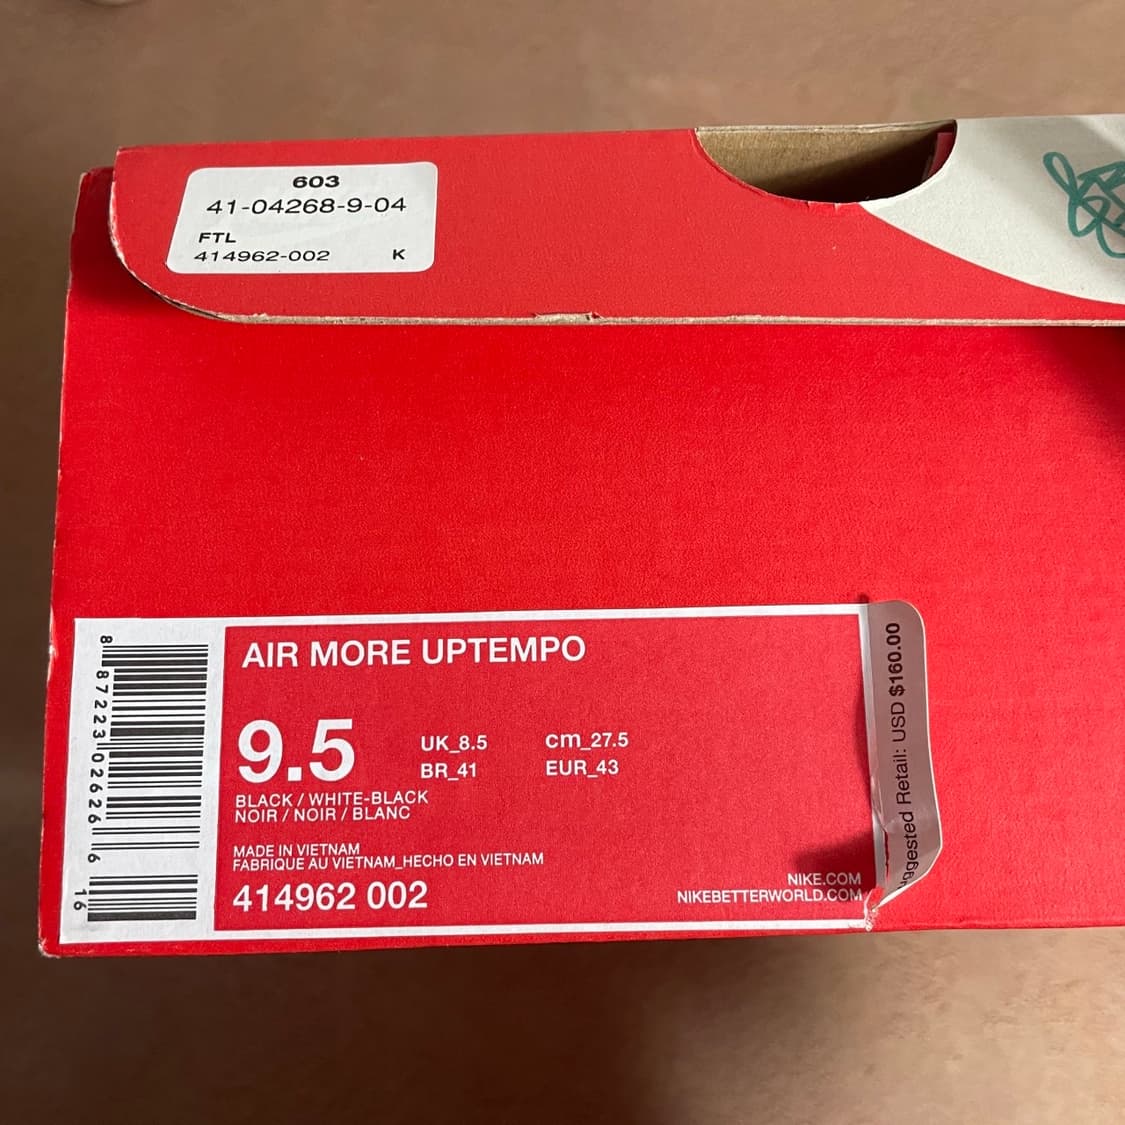 603
41-04268-9-04
FTL
414962-002 K
AIR MORE UPTEMPO
9.5
UK_8.5 cm_27.5
BR_41 EUR_43
BLACK / WHITE-BLACK
NOIR / NOIR / BLANC
MADE IN VIETNAM
FABRIQUE AU VIETNAM_HECHO EN VIETNAM
414962 002
NIKE.COM
NIKEBETTERWORLD.COM
8 87223 02626 6
16
Retail: USD $160.00